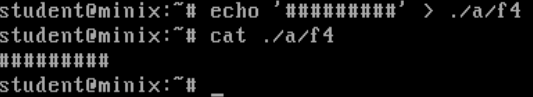 student@minix:~# echo '#########' > ./a/f4
student@minix:~# cat ./a/f4
#########
student@minix:~# _